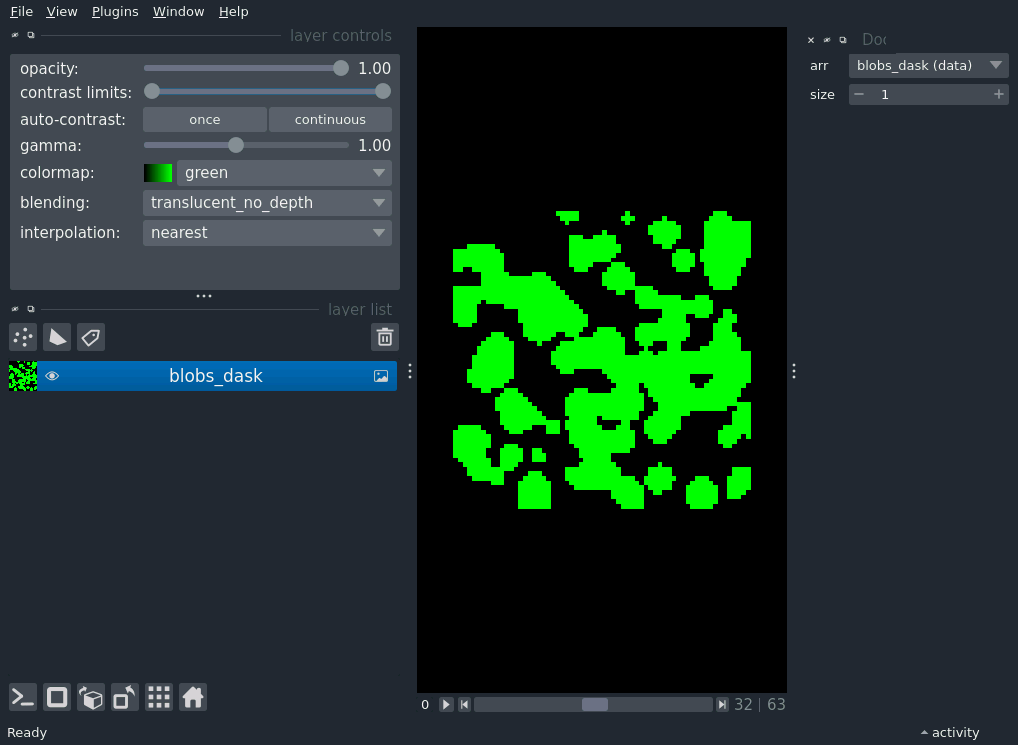 File View Plugins Window Help
layer controls
opacity: 1.00
contrast limits:
auto-contrast: once continuous
gamma: 1.00
colormap: green
blending: translucent_no_depth
interpolation: nearest
layer list
blobs_dask
0 32 | 63
Ready
activity
arr blobs_dask (data)
size 1